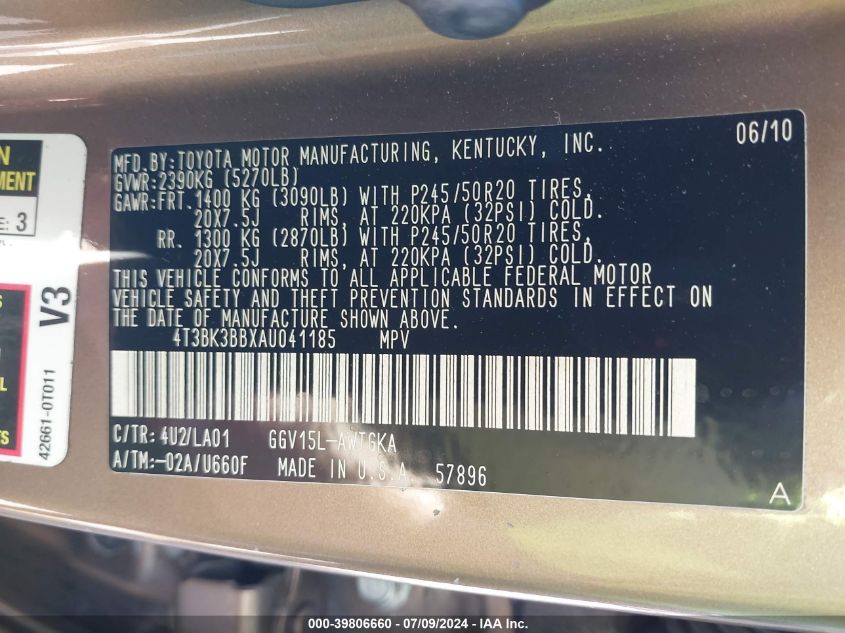 06/10
MFD.BY:TOYOTA MOTOR MANUFACTURING, KENTUCKY, INC.
GVWR:2390KG (5270LB)
GAWR:FRT.1400 KG (3090LB) WITH P245/50R20 TIRES,
20X7.5J RIMS, AT 220KPA (32PSI) COLD.
RR. 1300 KG (2870LB) WITH P245/50R20 TIRES,
20X7.5J RIMS, AT 220KPA (32PSI) COLD.
THIS VEHICLE CONFORMS TO ALL APPLICABLE FEDERAL MOTOR
VEHICLE SAFETY AND THEFT PREVENTION STANDARDS IN EFFECT ON
THE DATE OF MANUFACTURE SHOWN ABOVE.
4T3BK3BBXAU041185 MPV
C/TR: 4U2/LA01 GGV15L-AWTGKA
A/TM:-02A/U660F MADE IN U.S.A. 57896
A
3
V3
42661-0T011
000-39806660 - 07/09/2024 - IAA Inc.